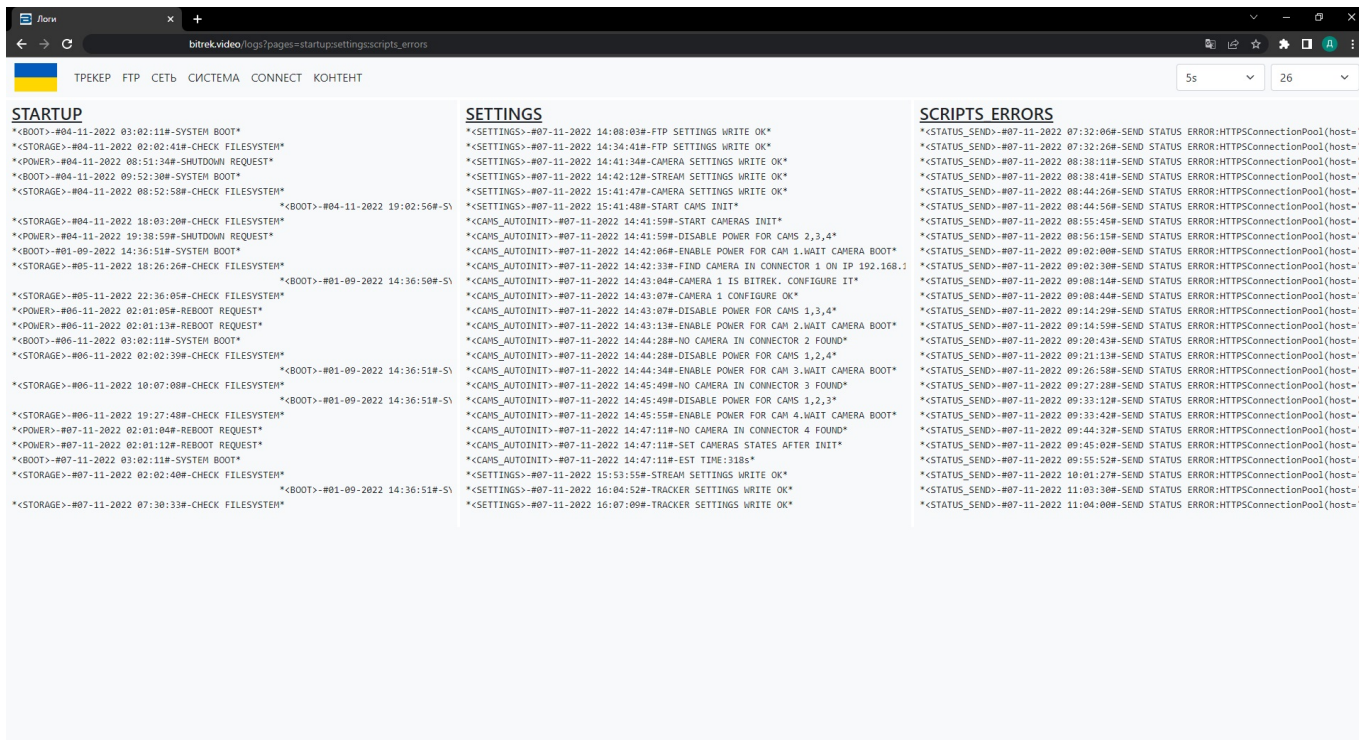 Логи
bitrek.video/logs?pages=startup:settings:scripts_errors
Д
ТРЕКЕР FTP СЕТЬ СИСТЕМА CONNECT КОНТЕНТ
5s
26
STARTUP
*<BOOT>-#04-11-2022 03:02:11#-SYSTEM BOOT*
*<STORAGE>-#04-11-2022 02:02:41#-CHECK FILESYSTEM*
*<POWER>-#04-11-2022 08:51:34#-SHUTDOWN REQUEST*
*<BOOT>-#04-11-2022 09:52:30#-SYSTEM BOOT*
*<STORAGE>-#04-11-2022 08:52:58#-CHECK FILESYSTEM*
*<BOOT>-#04-11-2022 19:02:56#-S
*<STORAGE>-#04-11-2022 18:03:20#-CHECK FILESYSTEM*
*<POWER>-#04-11-2022 19:38:59#-SHUTDOWN REQUEST*
*<BOOT>-#01-09-2022 14:36:51#-SYSTEM BOOT*
*<STORAGE>-#05-11-2022 18:26:26#-CHECK FILESYSTEM*
*<BOOT>-#01-09-2022 14:36:50#-S
*<STORAGE>-#05-11-2022 22:36:05#-CHECK FILESYSTEM*
*<POWER>-#06-11-2022 02:01:05#-REBOOT REQUEST*
*<POWER>-#06-11-2022 02:01:13#-REBOOT REQUEST*
*<BOOT>-#06-11-2022 03:02:11#-SYSTEM BOOT*
*<STORAGE>-#06-11-2022 02:02:39#-CHECK FILESYSTEM*
*<BOOT>-#01-09-2022 14:36:51#-S
*<STORAGE>-#06-11-2022 10:07:08#-CHECK FILESYSTEM*
*<BOOT>-#01-09-2022 14:36:51#-S
*<STORAGE>-#06-11-2022 19:27:48#-CHECK FILESYSTEM*
*<POWER>-#07-11-2022 02:01:04#-REBOOT REQUEST*
*<POWER>-#07-11-2022 02:01:12#-REBOOT REQUEST*
*<BOOT>-#07-11-2022 03:02:11#-SYSTEM BOOT*
*<STORAGE>-#07-11-2022 02:02:40#-CHECK FILESYSTEM*
*<BOOT>-#01-09-2022 14:36:51#-S
*<STORAGE>-#07-11-2022 07:30:33#-CHECK FILESYSTEM*
SETTINGS
*<SETTINGS>-#07-11-2022 14:08:03#-FTP SETTINGS WRITE OK*
*<SETTINGS>-#07-11-2022 14:34:41#-FTP SETTINGS WRITE OK*
*<SETTINGS>-#07-11-2022 14:41:34#-CAMERA SETTINGS WRITE OK*
*<SETTINGS>-#07-11-2022 14:42:12#-STREAM SETTINGS WRITE OK*
*<SETTINGS>-#07-11-2022 15:41:47#-CAMERA SETTINGS WRITE OK*
*<SETTINGS>-#07-11-2022 15:41:48#-START CAMS INIT*
*<CAMS_AUTOINIT>-#07-11-2022 14:41:59#-START CAMERAS INIT*
*<CAMS_AUTOINIT>-#07-11-2022 14:41:59#-DISABLE POWER FOR CAMS 2,3,4*
*<CAMS_AUTOINIT>-#07-11-2022 14:42:06#-ENABLE POWER FOR CAM 1.WAIT CAMERA BOOT*
*<CAMS_AUTOINIT>-#07-11-2022 14:42:33#-FIND CAMERA IN CONNECTOR 1 ON IP 192.168.1
*<CAMS_AUTOINIT>-#07-11-2022 14:43:04#-CAMERA 1 IS BITREK. CONFIGURE IT*
*<CAMS_AUTOINIT>-#07-11-2022 14:43:07#-CAMERA 1 CONFIGURE OK*
*<CAMS_AUTOINIT>-#07-11-2022 14:43:07#-DISABLE POWER FOR CAMS 1,3,4*
*<CAMS_AUTOINIT>-#07-11-2022 14:43:13#-ENABLE POWER FOR CAM 2.WAIT CAMERA BOOT*
*<CAMS_AUTOINIT>-#07-11-2022 14:44:28#-NO CAMERA IN CONNECTOR 2 FOUND*
*<CAMS_AUTOINIT>-#07-11-2022 14:44:28#-DISABLE POWER FOR CAMS 1,2,4*
*<CAMS_AUTOINIT>-#07-11-2022 14:44:34#-ENABLE POWER FOR CAM 3.WAIT CAMERA BOOT*
*<CAMS_AUTOINIT>-#07-11-2022 14:45:49#-NO CAMERA IN CONNECTOR 3 FOUND*
*<CAMS_AUTOINIT>-#07-11-2022 14:45:49#-DISABLE POWER FOR CAMS 1,2,3*
*<CAMS_AUTOINIT>-#07-11-2022 14:45:55#-ENABLE POWER FOR CAM 4.WAIT CAMERA BOOT*
*<CAMS_AUTOINIT>-#07-11-2022 14:47:11#-NO CAMERA IN CONNECTOR 4 FOUND*
*<CAMS_AUTOINIT>-#07-11-2022 14:47:11#-SET CAMERAS STATES AFTER INIT*
*<CAMS_AUTOINIT>-#07-11-2022 14:47:11#-EST TIME:318s*
*<SETTINGS>-#07-11-2022 15:53:55#-STREAM SETTINGS WRITE OK*
*<SETTINGS>-#07-11-2022 16:04:52#-TRACKER SETTINGS WRITE OK*
*<SETTINGS>-#07-11-2022 16:07:09#-TRACKER SETTINGS WRITE OK*
SCRIPTS_ERRORS
*<STATUS_SEND>-#07-11-2022 07:32:06#-SEND STATUS ERROR:HTTPSConnectionPool(host='
*<STATUS_SEND>-#07-11-2022 07:32:26#-SEND STATUS ERROR:HTTPSConnectionPool(host='
*<STATUS_SEND>-#07-11-2022 08:38:11#-SEND STATUS ERROR:HTTPSConnectionPool(host='
*<STATUS_SEND>-#07-11-2022 08:38:41#-SEND STATUS ERROR:HTTPSConnectionPool(host='
*<STATUS_SEND>-#07-11-2022 08:44:26#-SEND STATUS ERROR:HTTPSConnectionPool(host='
*<STATUS_SEND>-#07-11-2022 08:44:56#-SEND STATUS ERROR:HTTPSConnectionPool(host='
*<STATUS_SEND>-#07-11-2022 08:55:45#-SEND STATUS ERROR:HTTPSConnectionPool(host='
*<STATUS_SEND>-#07-11-2022 08:56:15#-SEND STATUS ERROR:HTTPSConnectionPool(host='
*<STATUS_SEND>-#07-11-2022 09:02:00#-SEND STATUS ERROR:HTTPSConnectionPool(host='
*<STATUS_SEND>-#07-11-2022 09:02:30#-SEND STATUS ERROR:HTTPSConnectionPool(host='
*<STATUS_SEND>-#07-11-2022 09:08:14#-SEND STATUS ERROR:HTTPSConnectionPool(host='
*<STATUS_SEND>-#07-11-2022 09:08:44#-SEND STATUS ERROR:HTTPSConnectionPool(host='
*<STATUS_SEND>-#07-11-2022 09:14:29#-SEND STATUS ERROR:HTTPSConnectionPool(host='
*<STATUS_SEND>-#07-11-2022 09:14:59#-SEND STATUS ERROR:HTTPSConnectionPool(host='
*<STATUS_SEND>-#07-11-2022 09:20:43#-SEND STATUS ERROR:HTTPSConnectionPool(host='
*<STATUS_SEND>-#07-11-2022 09:21:13#-SEND STATUS ERROR:HTTPSConnectionPool(host='
*<STATUS_SEND>-#07-11-2022 09:26:58#-SEND STATUS ERROR:HTTPSConnectionPool(host='
*<STATUS_SEND>-#07-11-2022 09:27:28#-SEND STATUS ERROR:HTTPSConnectionPool(host='
*<STATUS_SEND>-#07-11-2022 09:33:12#-SEND STATUS ERROR:HTTPSConnectionPool(host='
*<STATUS_SEND>-#07-11-2022 09:33:42#-SEND STATUS ERROR:HTTPSConnectionPool(host='
*<STATUS_SEND>-#07-11-2022 09:44:32#-SEND STATUS ERROR:HTTPSConnectionPool(host='
*<STATUS_SEND>-#07-11-2022 09:45:02#-SEND STATUS ERROR:HTTPSConnectionPool(host='
*<STATUS_SEND>-#07-11-2022 09:55:52#-SEND STATUS ERROR:HTTPSConnectionPool(host='
*<STATUS_SEND>-#07-11-2022 10:01:27#-SEND STATUS ERROR:HTTPSConnectionPool(host='
*<STATUS_SEND>-#07-11-2022 11:03:30#-SEND STATUS ERROR:HTTPSConnectionPool(host='
*<STATUS_SEND>-#07-11-2022 11:04:00#-SEND STATUS ERROR:HTTPSConnectionPool(host='